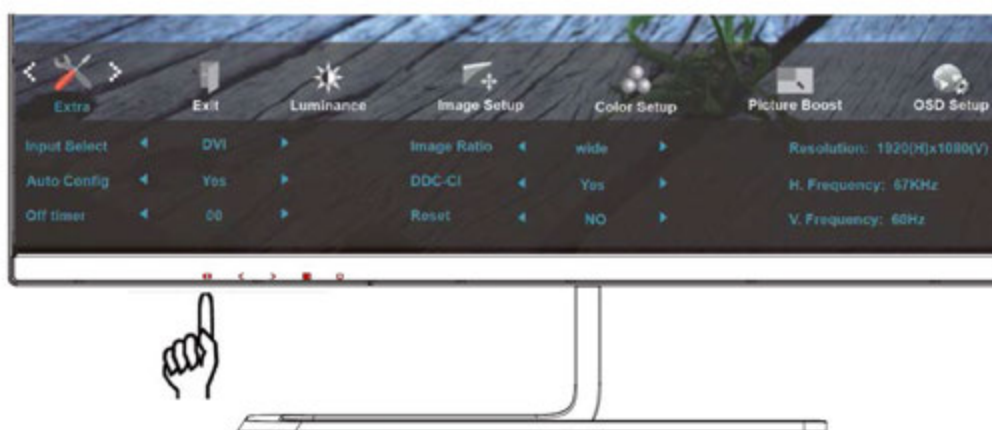 Extra Exit Luminance Image Setup Color Setup Picture Boost OSD Setup
Input Select DVI Image Ratio wide Resolution: 1920(H)x1080(V)
Auto Config Yes DDC-CI Yes H. Frequency: 67KHz
Off timer 00 Reset NO V. Frequency: 60Hz